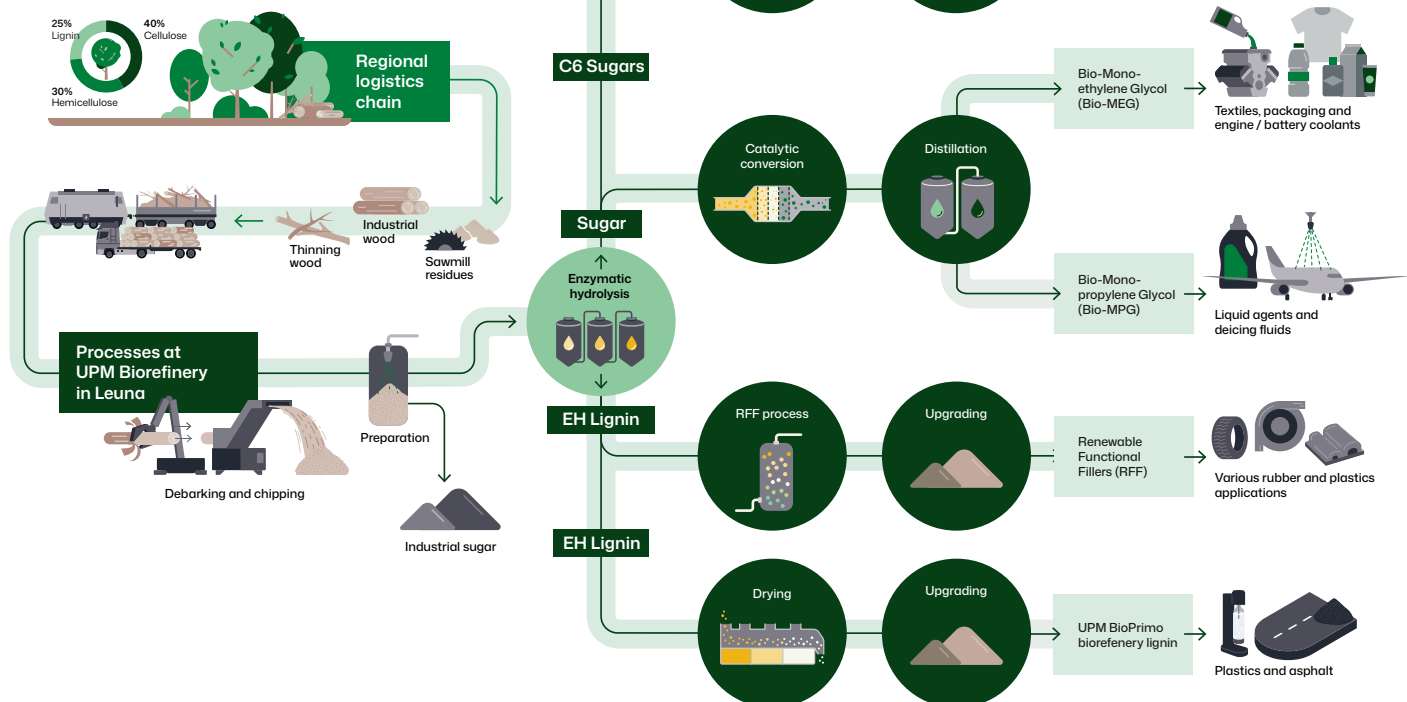 25%
Lignin
40%
Cellulose
30%
Hemicellulose
Regional
logistics
chain
Industrial
wood
Thinning
wood
Sawmill
residues
Processes at
UPM Biorefinery
in Leuna
Debarking and chipping
Preparation
Industrial sugar
C6 Sugars
Sugar
Enzymatic
hydrolysis
EH Lignin
EH Lignin
Catalytic
conversion
Distillation
Bio-Mono-
ethylene Glycol
(Bio-MEG)
Textiles, packaging and
engine / battery coolants
Bio-Mono-
propylene Glycol
(Bio-MPG)
Liquid agents and
deicing fluids
RFF process
Upgrading
Renewable
Functional
Fillers (RFF)
Various rubber and plastics
applications
Drying
Upgrading
UPM BioPrimo
biorefenery lignin
Plastics and asphalt